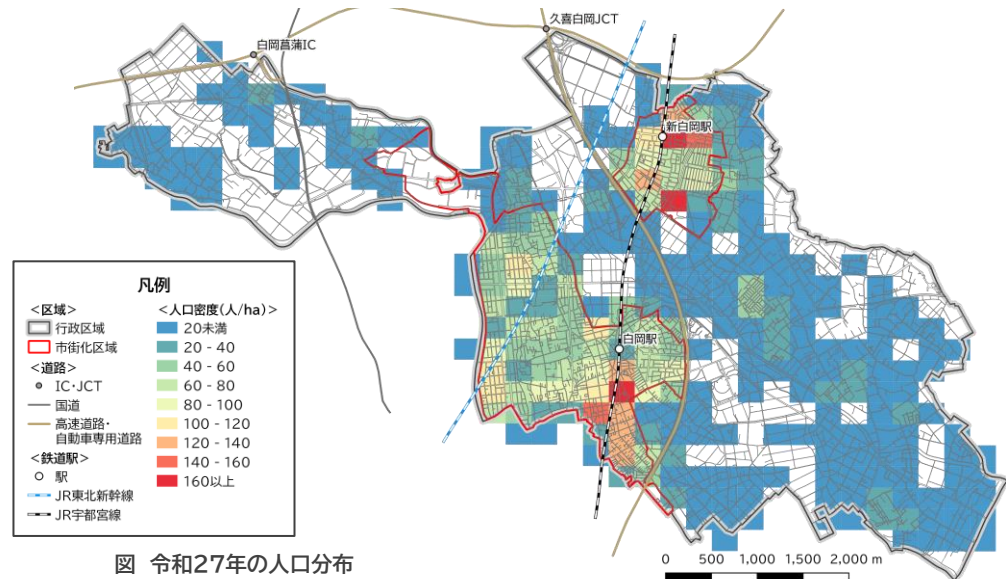 久喜白岡JCT
白岡菖蒲IC
新白岡駅
白岡駅
凡例
<区域>
行政区域
市街化区域
<道路>
IC・JCT
国道
高速道路・
自動車専用道路
<鉄道駅>
駅
JR東北新幹線
JR宇都宮線
<人口密度(人/ha)>
20未満
20 - 40
40 - 60
60 - 80
80 - 100
100 - 120
120 - 140
140 - 160
160以上
図 令和27年の人口分布
0 500 1,000 1,500 2,000 m